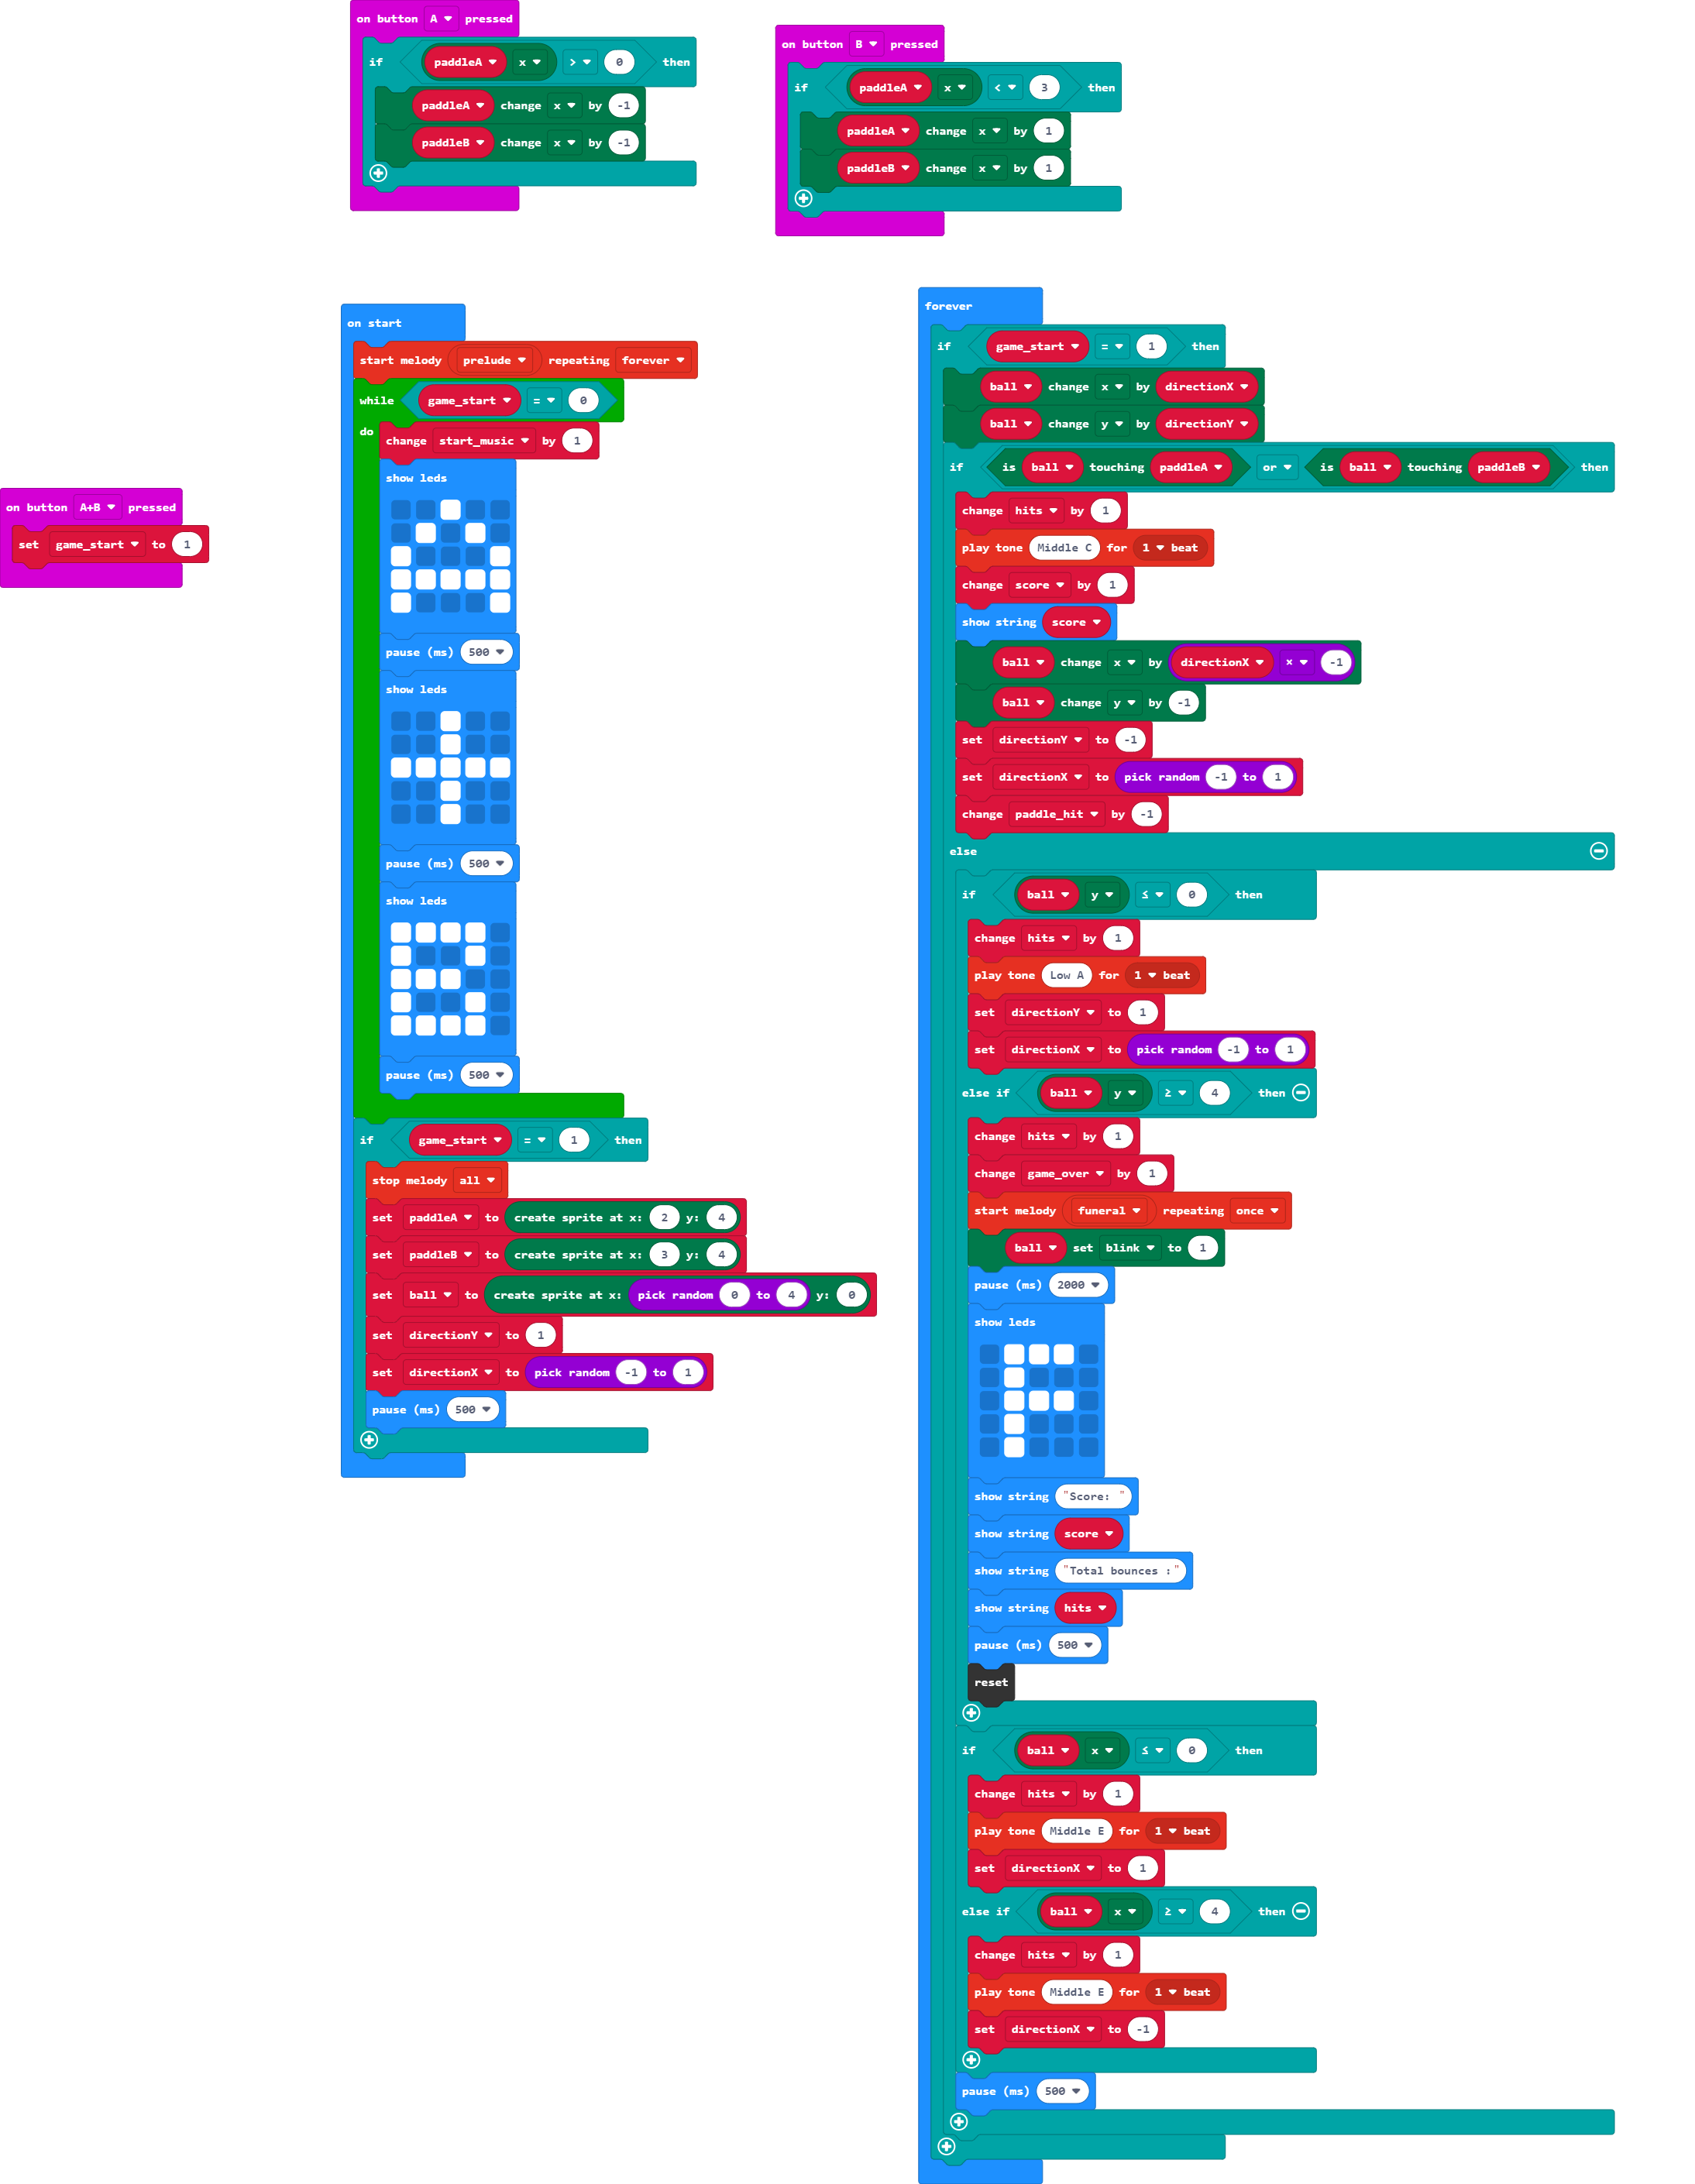 on button A pressed
if paddleA x > 0 then
paddleA change x by -1
paddleB change x by -1
on button B pressed
if paddleA x < 3 then
paddleA change x by 1
paddleB change x by 1
on button A+B pressed
set game_start to 1
on start
start melody prelude repeating forever
while game_start = 0
do
change start_music by 1
show leds
pause (ms) 500
show leds
pause (ms) 500
show leds
pause (ms) 500
if game_start = 1 then
stop melody all
set paddleA to create sprite at x: 2 y: 4
set paddleB to create sprite at x: 3 y: 4
set ball to create sprite at x: pick random 0 to 4 y: 0
set directionY to 1
set directionX to pick random -1 to 1
pause (ms) 500
forever
if game_start = 1 then
ball change x by directionX
ball change y by directionY
if is ball touching paddleA or is ball touching paddleB then
change hits by 1
play tone Middle C for 1 beat
change score by 1
show string score
ball change x by directionX × -1
ball change y by -1
set directionY to -1
set directionX to pick random -1 to 1
change paddle_hit by -1
else
if ball y ≤ 0 then
change hits by 1
play tone Low A for 1 beat
set directionY to 1
set directionX to pick random -1 to 1
else if ball y ≥ 4 then
change hits by 1
change game_over by 1
start melody funeral repeating once
ball set blink to 1
pause (ms) 2000
show leds
show string "Score: "
show string score
show string "Total bounces :"
show string hits
pause (ms) 500
reset
if ball x ≤ 0 then
change hits by 1
play tone Middle E for 1 beat
set directionX to 1
else if ball x ≥ 4 then
change hits by 1
play tone Middle E for 1 beat
set directionX to -1
pause (ms) 500